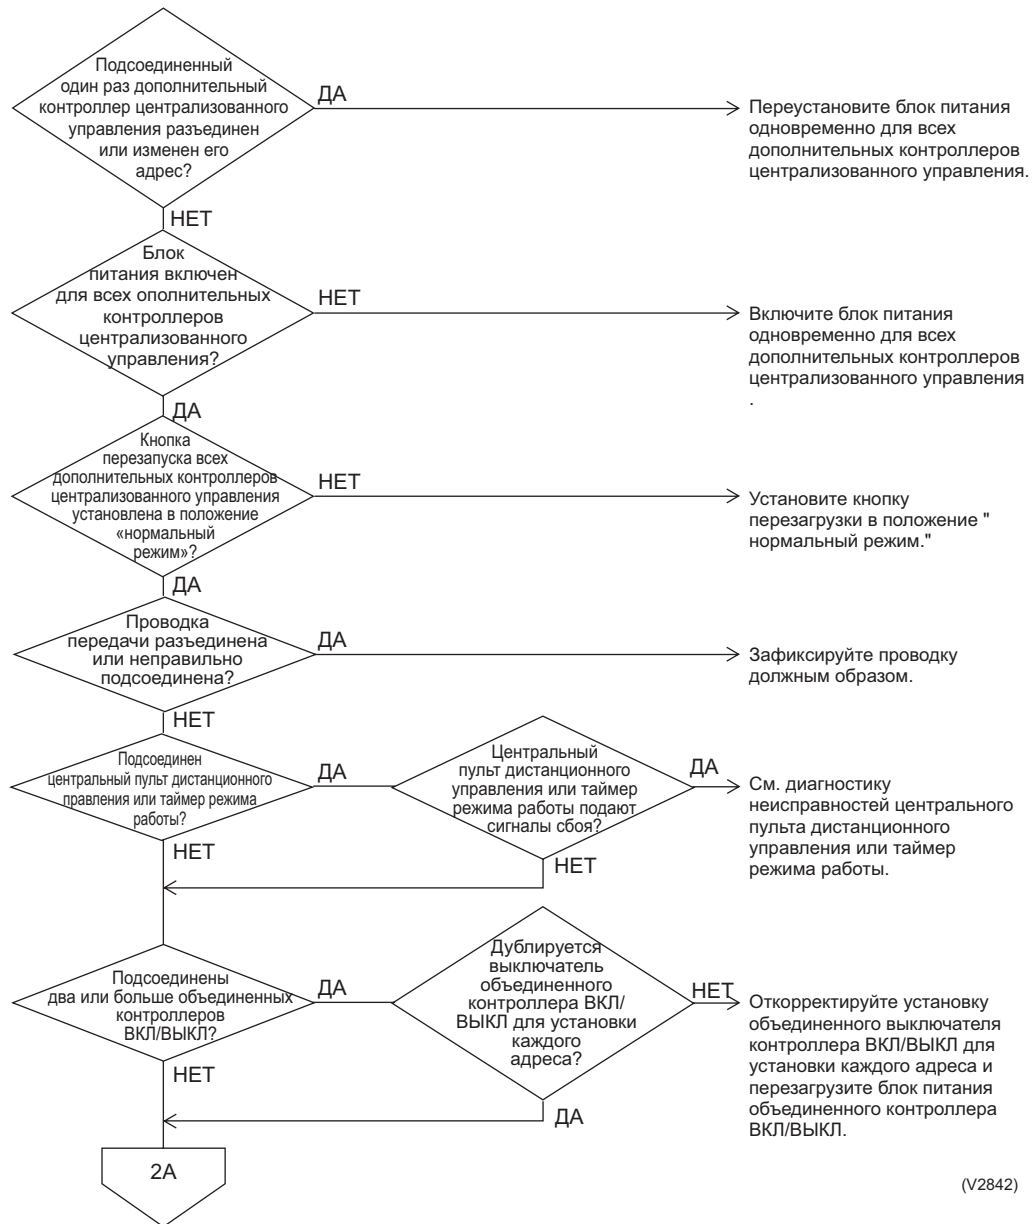 Подсоединенный
один раз дополнительный
контроллер централизованного
управления разъединен
или изменен его
адрес?
ДА
Переустановите блок питания
одновременно для всех
дополнительных контроллеров
централизованного управления.
НЕТ
Блок
питания включен
для всех ополнительных
контроллеров
централизованного
управления?
НЕТ
Включите блок питания
одновременно для всех
дополнительных контроллеров
централизованного управления
.
ДА
Кнопка
перезапуска всех
дополнительных контроллеров
централизованного управления
установлена в положение
«нормальный
режим»?
НЕТ
Установите кнопку
перезагрузки в положение "
нормальный режим."
ДА
Проводка
передачи разъединена
или неправильно
подсоединена?
ДА
Зафиксируйте проводку
должным образом.
НЕТ
Подсоединен
центральный пульт дистанционного
правления или таймер режима
работы?
ДА
Центральный
пульт дистанционного
управления или таймер
режима работы подают
сигналы сбоя?
ДА
См. диагностику
неисправностей центрального
пульта дистанционного
управления или таймер
режима работы.
НЕТ
НЕТ
Подсоединены
два или больше объединенных
контроллеров
ВКЛ/ВЫКЛ?
ДА
Дублируется
выключатель
объединенного
контроллера ВКЛ/
ВЫКЛ для установки
каждого
адреса?
НЕТ
Откорректируйте установку
объединенного выключателя
контроллера ВКЛ/ВЫКЛ для
установки каждого адреса и
перезагрузите блок питания
объединенного контроллера
ВКЛ/ВЫКЛ.
НЕТ
ДА
2A
(V2842)